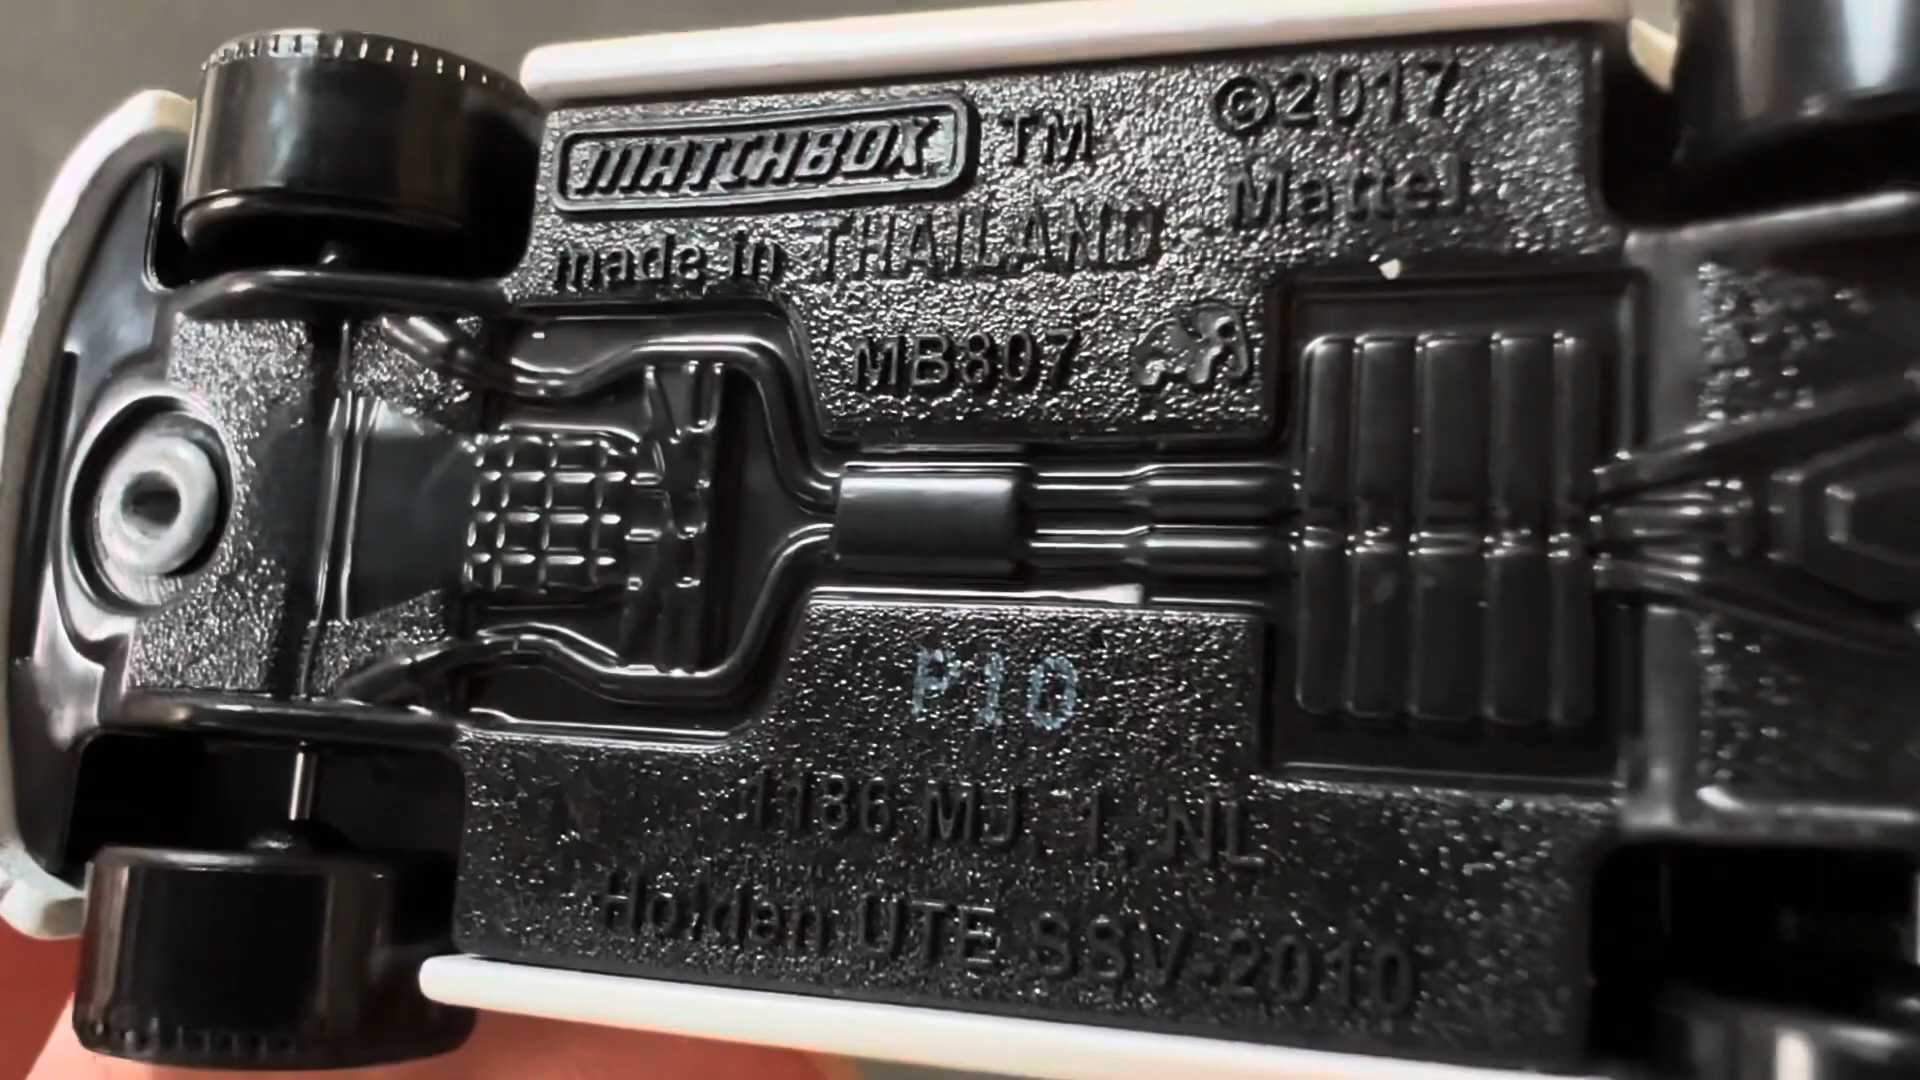 MATCHBOX TM
©2017
Mattel
made in THAILAND
MB807
P10
1186 MJ, 1, NL
Holden UTE SSV-2010